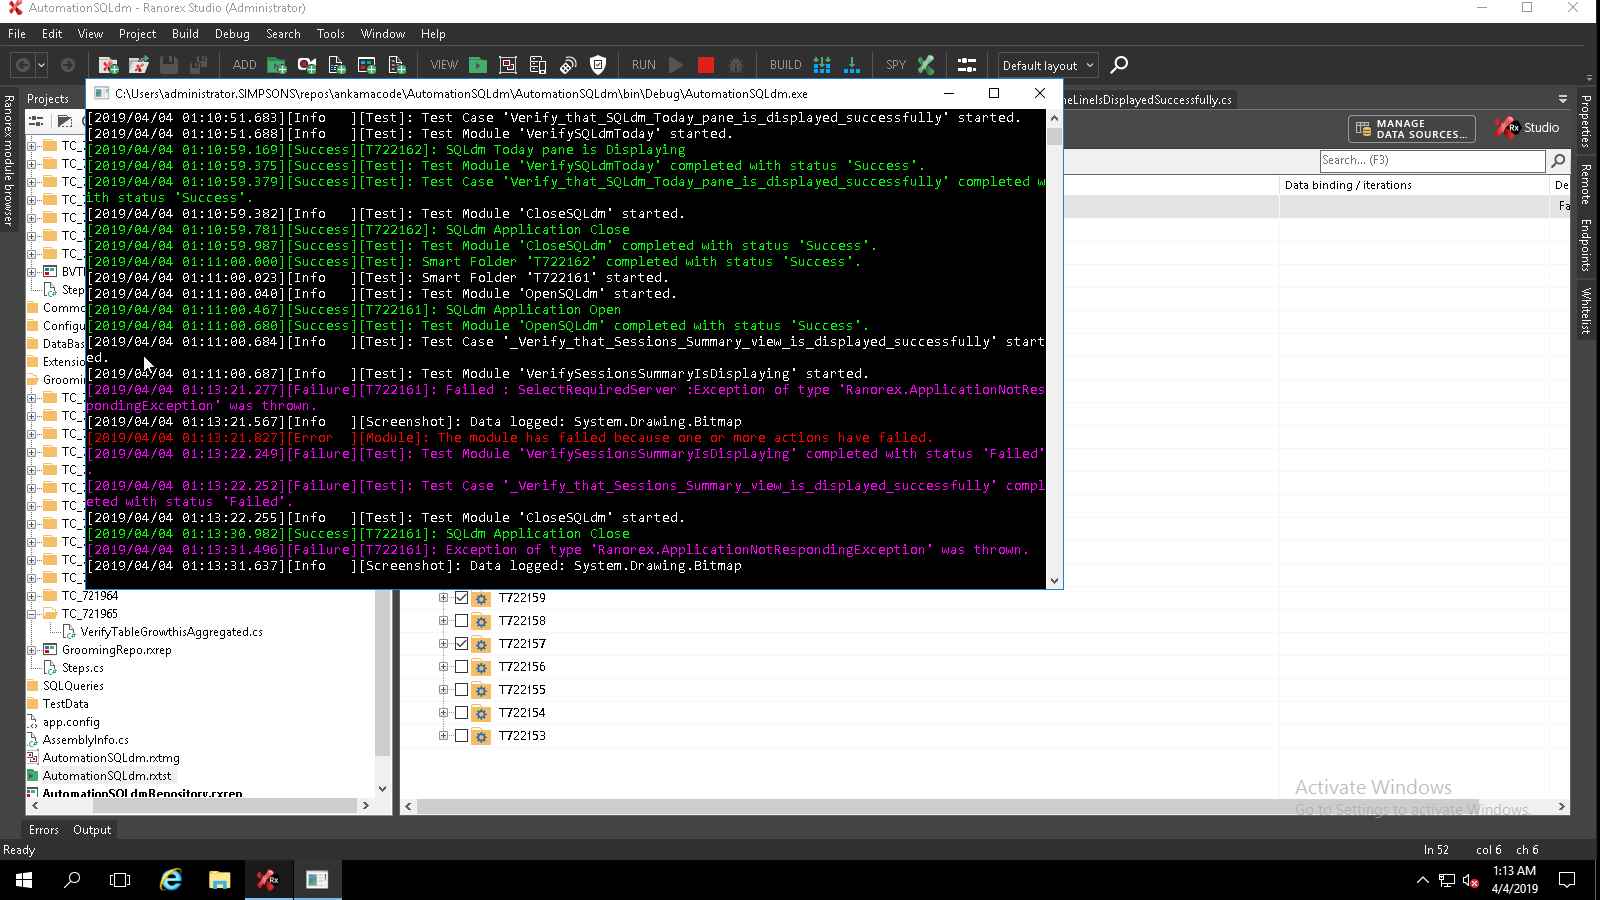 AutomationSQLdm - Ranorex Studio (Administrator)
File Edit View Project Build Debug Search Tools Window Help
ADD VIEW RUN BUILD SPY Default layout
Ranorex module browser
Projects
C:\Users\administrator.SIMPSONS\repos\ankamacode\AutomationSQLdm\AutomationSQLdm\bin\Debug\AutomationSQLdm.exe
neLineIsDisplayedSuccessfully.cs
MANAGE
DATA SOURCES...
Rx Studio
Search... (F3)
Data binding / iterations
De
Fa
Properties
Remote
Endpoints
Whitelist
[2019/04/04 01:10:51.683][Info   ][Test]: Test Case 'Verify_that_SQLdm_Today_pane_is_displayed_successfully' started.
[2019/04/04 01:10:51.688][Info   ][Test]: Test Module 'VerifySQLdmToday' started.
[2019/04/04 01:10:59.169][Success][T722162]: SQLdm Today pane is Displaying
[2019/04/04 01:10:59.375][Success][Test]: Test Module 'VerifySQLdmToday' completed with status 'Success'.
[2019/04/04 01:10:59.379][Success][Test]: Test Case 'Verify_that_SQLdm_Today_pane_is_displayed_successfully' completed w
ith status 'Success'.
[2019/04/04 01:10:59.382][Info   ][Test]: Test Module 'CloseSQLdm' started.
[2019/04/04 01:10:59.781][Success][T722162]: SQLdm Application Close
[2019/04/04 01:10:59.987][Success][Test]: Test Module 'CloseSQLdm' completed with status 'Success'.
[2019/04/04 01:11:00.000][Success][Test]: Smart Folder 'T722162' completed with status 'Success'.
[2019/04/04 01:11:00.023][Info   ][Test]: Smart Folder 'T722161' started.
[2019/04/04 01:11:00.040][Info   ][Test]: Test Module 'OpenSQLdm' started.
[2019/04/04 01:11:00.467][Success][T722161]: SQLdm Application Open
[2019/04/04 01:11:00.680][Success][Test]: Test Module 'OpenSQLdm' completed with status 'Success'.
[2019/04/04 01:11:00.684][Info   ][Test]: Test Case '_Verify_that_Sessions_Summary_view_is_displayed_successfully' start
ed.
[2019/04/04 01:11:00.687][Info   ][Test]: Test Module 'VerifySessionsSummaryIsDisplaying' started.
[2019/04/04 01:13:21.277][Failure][T722161]: Failed : SelectRequiredServer :Exception of type 'Ranorex.ApplicationNotRes
pondingException' was thrown.
[2019/04/04 01:13:21.567][Info   ][Screenshot]: Data logged: System.Drawing.Bitmap
[2019/04/04 01:13:21.827][Error  ][Module]: The module has failed because one or more actions have failed.
[2019/04/04 01:13:22.249][Failure][Test]: Test Module 'VerifySessionsSummaryIsDisplaying' completed with status 'Failed'
.
[2019/04/04 01:13:22.252][Failure][Test]: Test Case '_Verify_that_Sessions_Summary_view_is_displayed_successfully' compl
eted with status 'Failed'.
[2019/04/04 01:13:22.255][Info   ][Test]: Test Module 'CloseSQLdm' started.
[2019/04/04 01:13:30.982][Success][T722161]: SQLdm Application Close
[2019/04/04 01:13:31.496][Failure][T722161]: Exception of type 'Ranorex.ApplicationNotRespondingException' was thrown.
[2019/04/04 01:13:31.637][Info   ][Screenshot]: Data logged: System.Drawing.Bitmap
TC_
TC_
TC_
TC_
TC_
TC_
TC_
BVT
Step
Commo
Configu
DataBas
Extensio
Groomi
TC_
TC_
TC_
TC_
TC_
TC_
TC_
TC_
TC_
TC_
TC_
TC_721964
TC_721965
VerifyTableGrowthisAggregated.cs
GroomingRepo.rxrep
Steps.cs
SQLQueries
TestData
app.config
AssemblyInfo.cs
AutomationSQLdm.rxtmg
AutomationSQLdm.rxtst
AutomationSQLdmRepository.rxrep
T722159
T722158
T722157
T722156
T722155
T722154
T722153
Activate Windows
Go to Settings to activate Windows.
Errors Output
Ready
ln 52 col 6 ch 6
1:13 AM
4/4/2019